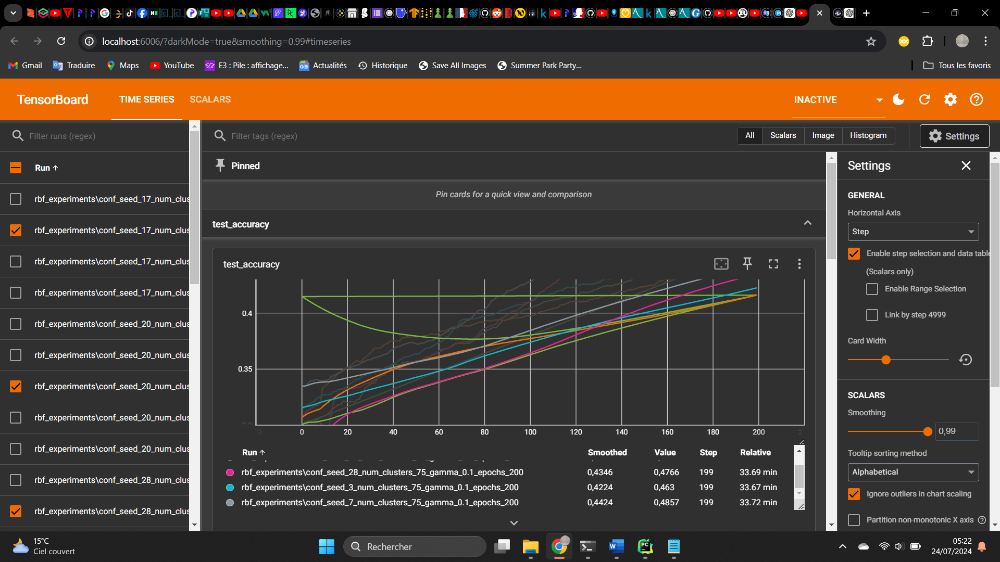 localhost:6006/?darkMode=true&smoothing=0.99#timeseries
Gmail
Traduire
Maps
YouTube
E3 : Pile : affichage...
Actualités
Historique
Save All Images
Summer Park Party...
Tous les favoris
TensorBoard
TIME SERIES
SCALARS
INACTIVE
Filter runs (regex)
Filter tags (regex)
All
Scalars
Image
Histogram
Settings
Run ↑
rbf_experiments\conf_seed_17_num_clus
rbf_experiments\conf_seed_17_num_clus
rbf_experiments\conf_seed_17_num_clus
rbf_experiments\conf_seed_17_num_clus
rbf_experiments\conf_seed_20_num_clus
rbf_experiments\conf_seed_20_num_clus
rbf_experiments\conf_seed_20_num_clus
rbf_experiments\conf_seed_20_num_clus
rbf_experiments\conf_seed_20_num_clus
rbf_experiments\conf_seed_28_num_clus
rbf_experiments\conf_seed_28_num_clus
Pinned
Pin cards for a quick view and comparison
test_accuracy
test_accuracy
0.4
0.35
0 20 40 60 80 100 120 140 160 180 200
Run ↑ Smoothed Value Step Relative
rbf_experiments\conf_seed_28_num_clusters_75_gamma_0.1_epochs_200 0,4346 0,4766 199 33.69 min
rbf_experiments\conf_seed_3_num_clusters_75_gamma_0.1_epochs_200 0,4224 0,463 199 33.67 min
rbf_experiments\conf_seed_7_num_clusters_75_gamma_0.1_epochs_200 0,4424 0,4857 199 33.72 min
Settings
GENERAL
Horizontal Axis
Step
Enable step selection and data table
(Scalars only)
Enable Range Selection
Link by step 4999
Card Width
SCALARS
Smoothing
0,99
Tooltip sorting method
Alphabetical
Ignore outliers in chart scaling
Partition non-monotonic X axis
15°C
Ciel couvert
Rechercher
05:22
24/07/2024